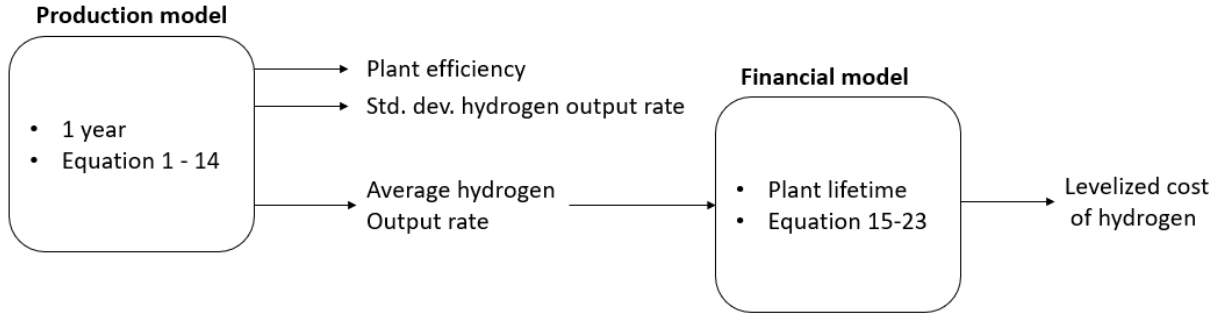 Production model
• 1 year
• Equation 1 - 14
Plant efficiency
Std. dev. hydrogen output rate
Average hydrogen
Output rate
Financial model
• Plant lifetime
• Equation 15-23
Levelized cost
of hydrogen